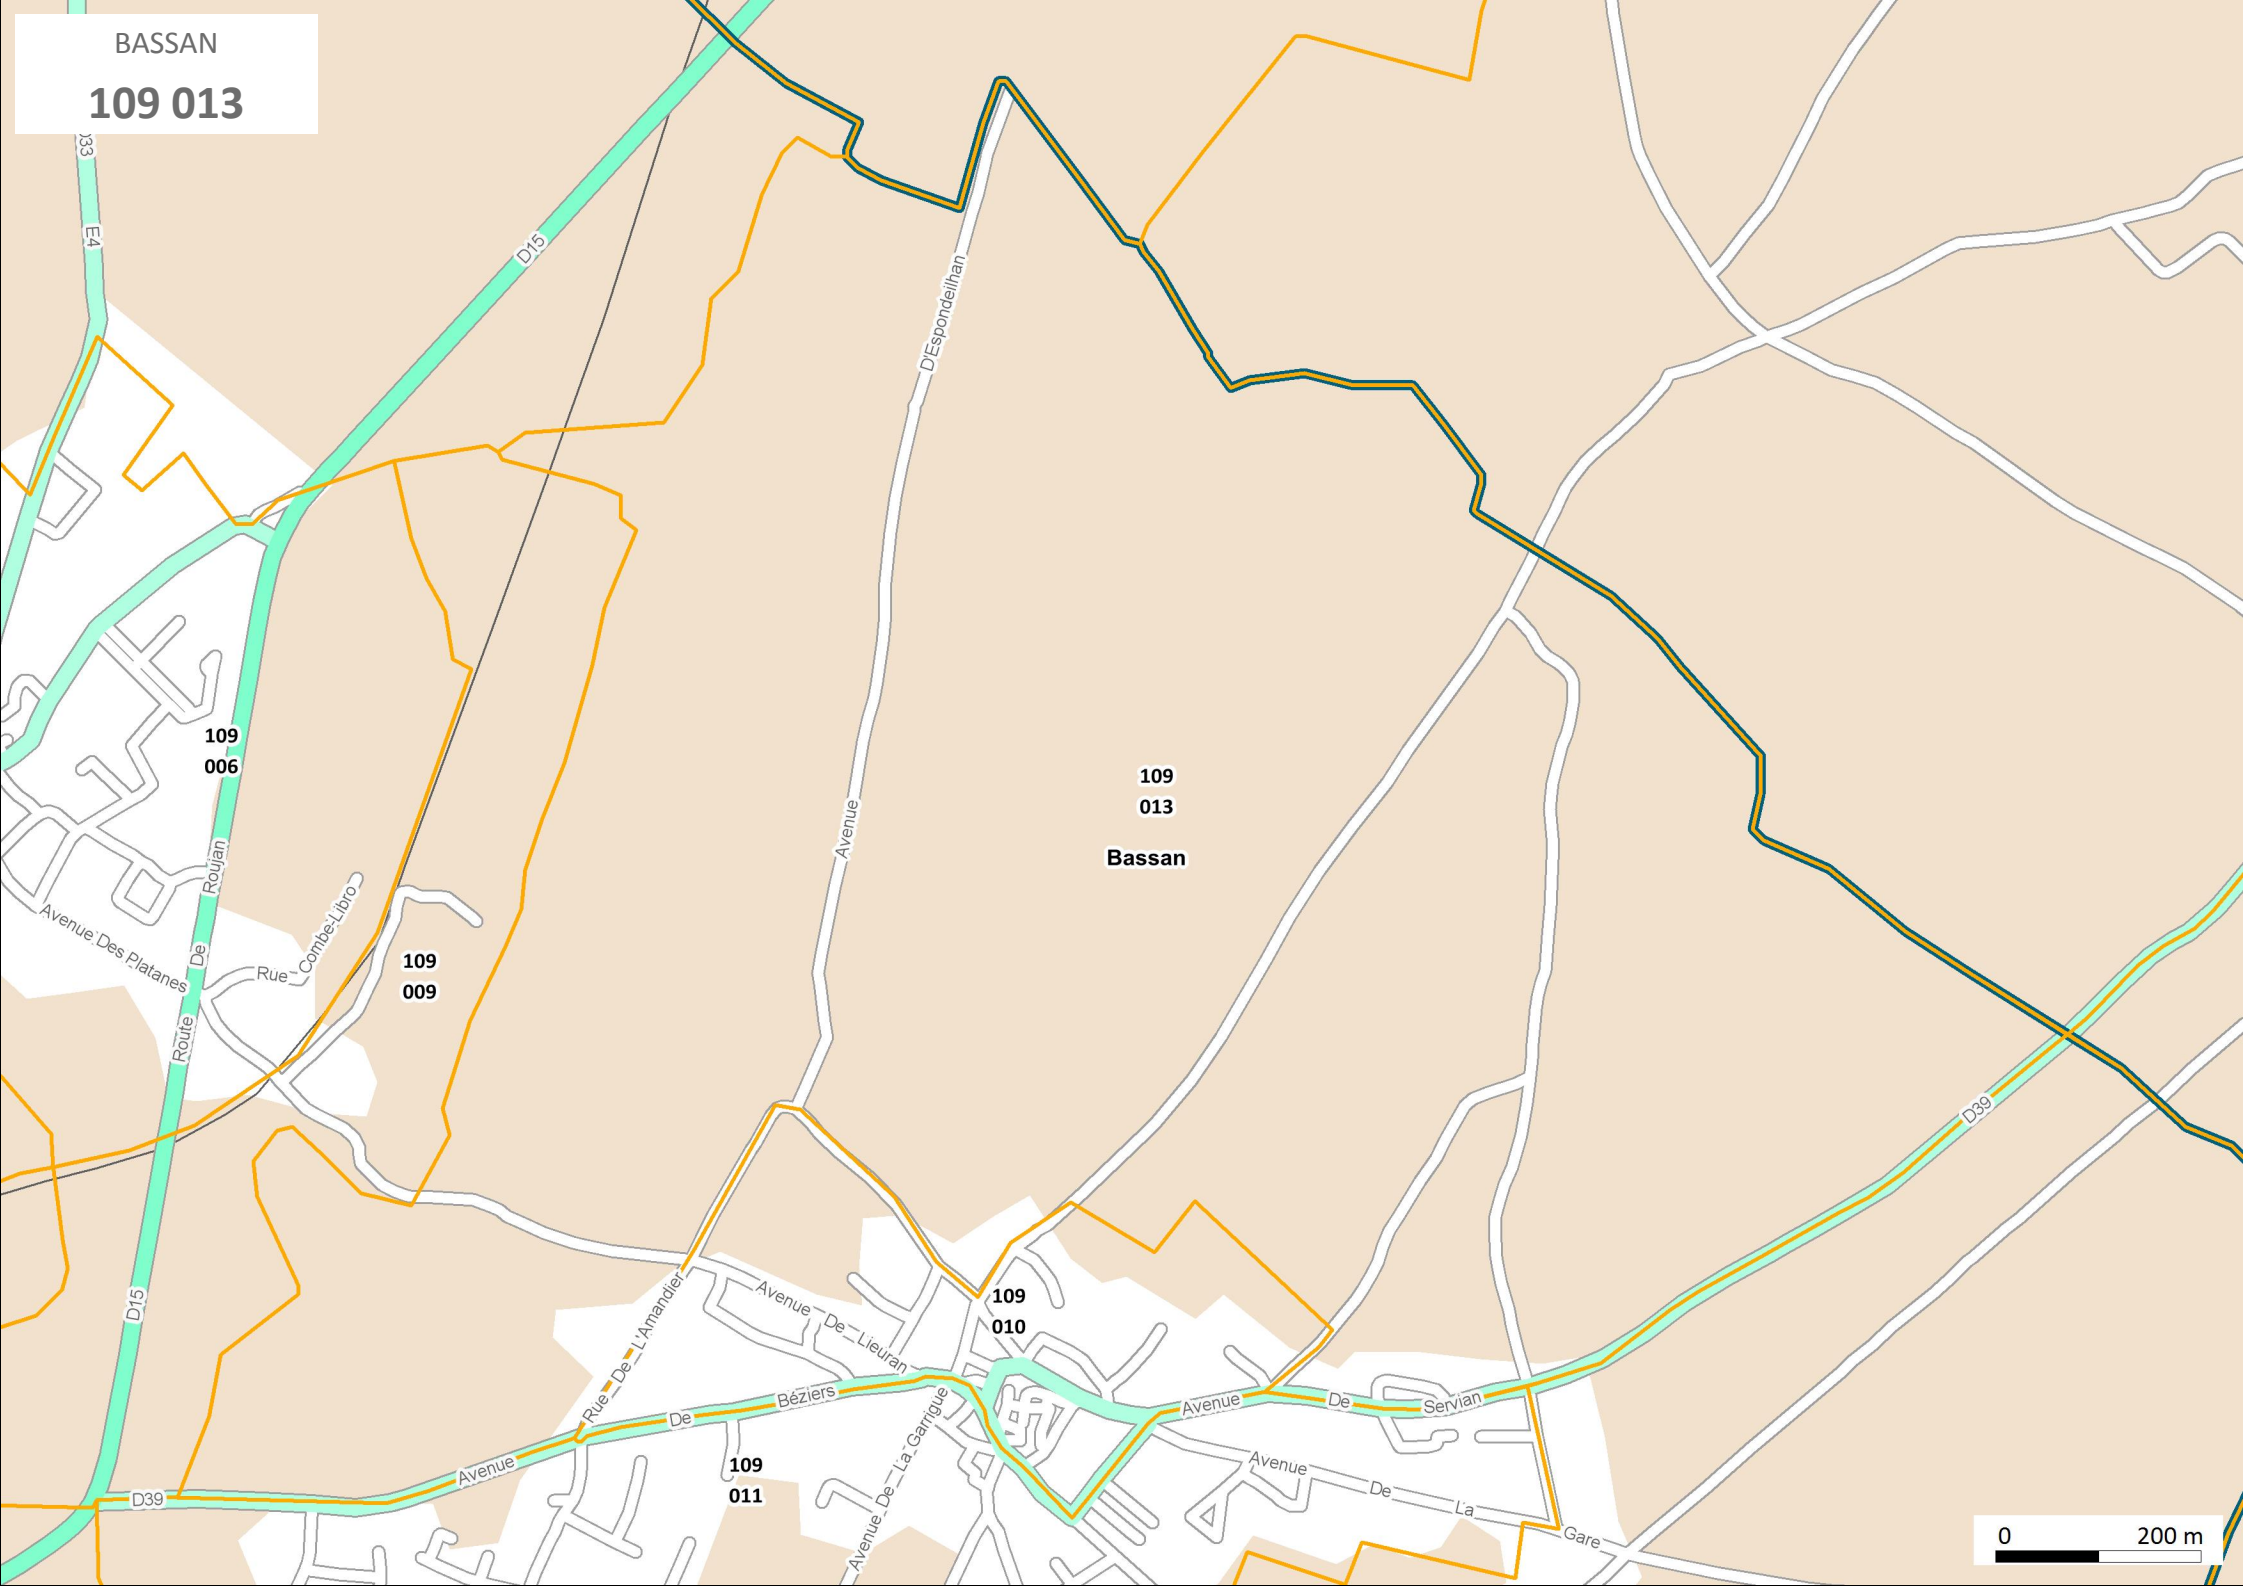 BASSAN
109 013
D33
E4
D15
D'Espondeilhan
Avenue
109
006
109
013
Bassan
Roujan
De
Route
Avenue Des Platanes
Rue Combe-Libro
109
009
D15
D39
D39
Rue De L'Amandier
Avenue De Lieuran
109
010
Avenue De Béziers
Avenue De La Garrigue
109
011
Avenue De Servian
Avenue De La Gare
0 200 m